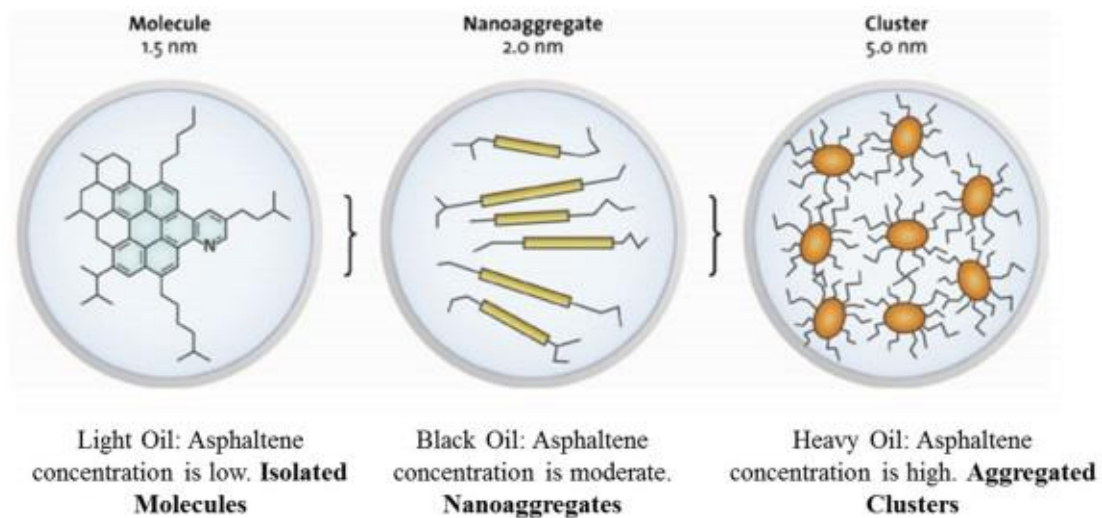 Molecule
1.5 nm
Nanoaggregate
2.0 nm
Cluster
5.0 nm
N
Light Oil: Asphaltene
concentration is low. Isolated
Molecules
Black Oil: Asphaltene
concentration is moderate.
Nanoaggregates
Heavy Oil: Asphaltene
concentration is high. Aggregated
Clusters